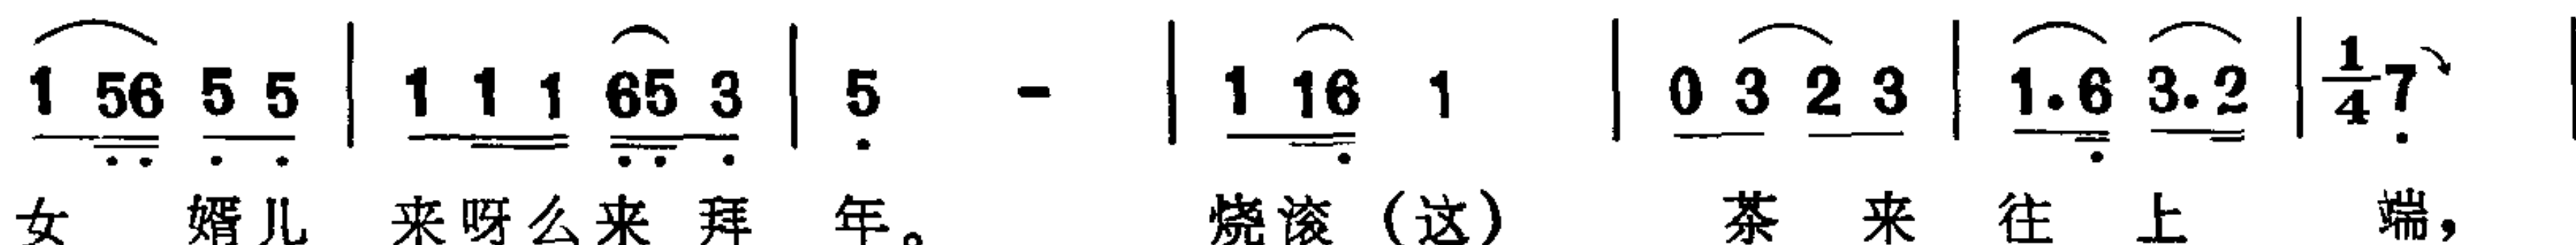 1 56 5 5 | 1 1 1 65 3 | 5 - | 1 16 1 | 0 3 2 3 | 1.6 3.2 | 1/4 7 |
女 婿儿 来呀么来 拜 年。 烧滚（这） 茶 来 往 上 端，